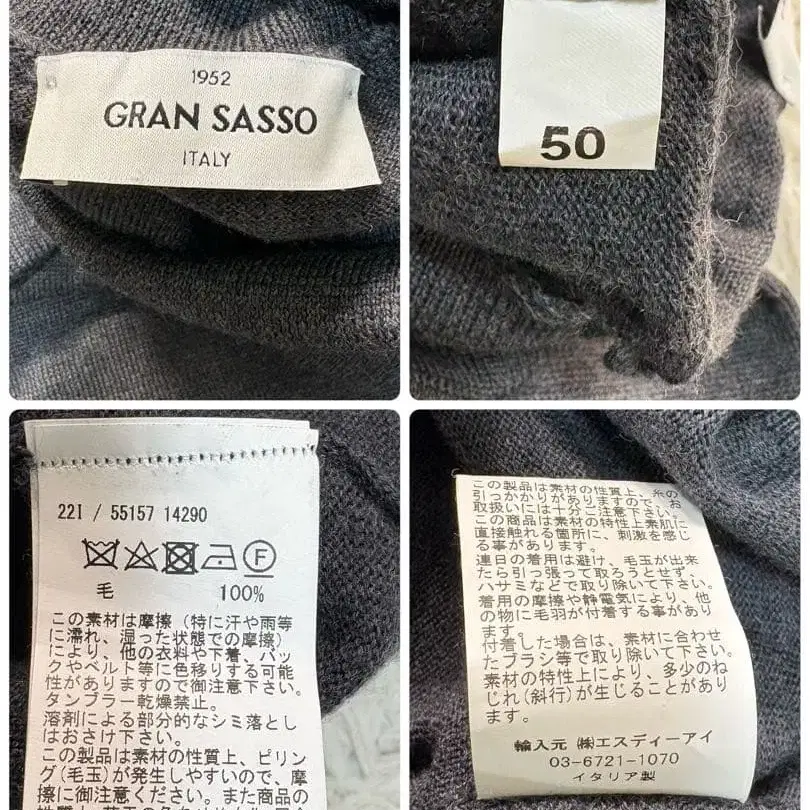 1952
GRAN SASSO
ITALY
50
22I / 55157 14290
毛 100%
この素材は摩擦(特に汗や雨等
に濡れ、湿った状態での摩擦)
により、他の衣料や下着、バッ
クやベルト等に色移りする可能
性がありますので御注意下さい。
タンブラー乾燥禁止。
溶剤による部分的なシミ落とし
はおさけ下さい。
この製品は素材の性質上、ピリン
グ(毛玉)が発生しやすいので、摩
擦に御注意ください。また商品の
この製品は素材の性質上、糸の
引っかかりがありますので、お
取扱いには十分ご注意下さい。
この商品は素材の特性上素肌に
直接触れる箇所に、刺激を感じ
る事があります。
連日の着用は避け、毛玉が出来
たら引っ張って取ろうとせず、
ハサミなどで取り除いて下さい。
着用の摩擦や静電気により、他
の物に毛羽が付着する事があり
ます。
付着した場合は、素材に合わせ
たブラシ等で取り除いて下さい。
素材の特性上により、多少のね
じれ(斜行)が生じることがあり
ます。
輸入元 ㈱エスディーアイ
03-6721-1070
イタリア製